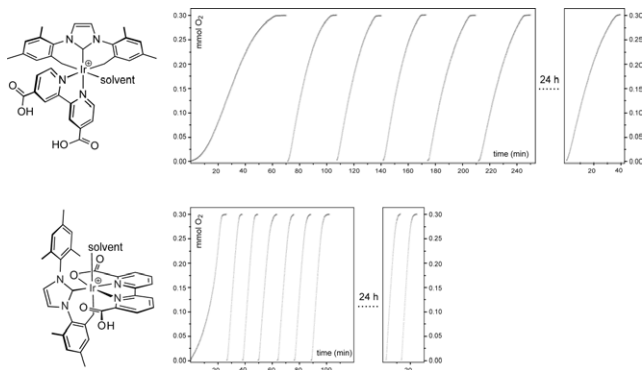 N N
Ir
⊕
solvent
N
N
O
OH
HO
O
mmol O2
0.30
0.25
0.20
0.15
0.10
0.05
0.00
time (min)
20 40 60 80 100 120 140 160 180 200 220 240
24 h
0.30
0.25
0.20
0.15
0.10
0.05
0.00
20 40
solvent
O
O
N
Ir
⊕
N
N
N
O
OH
mmol O2
0.30
0.25
0.20
0.15
0.10
0.05
0.00
time (min)
20 40 60 80 100 120
24 h
0.30
0.25
0.20
0.15
0.10
0.05
0.00
20